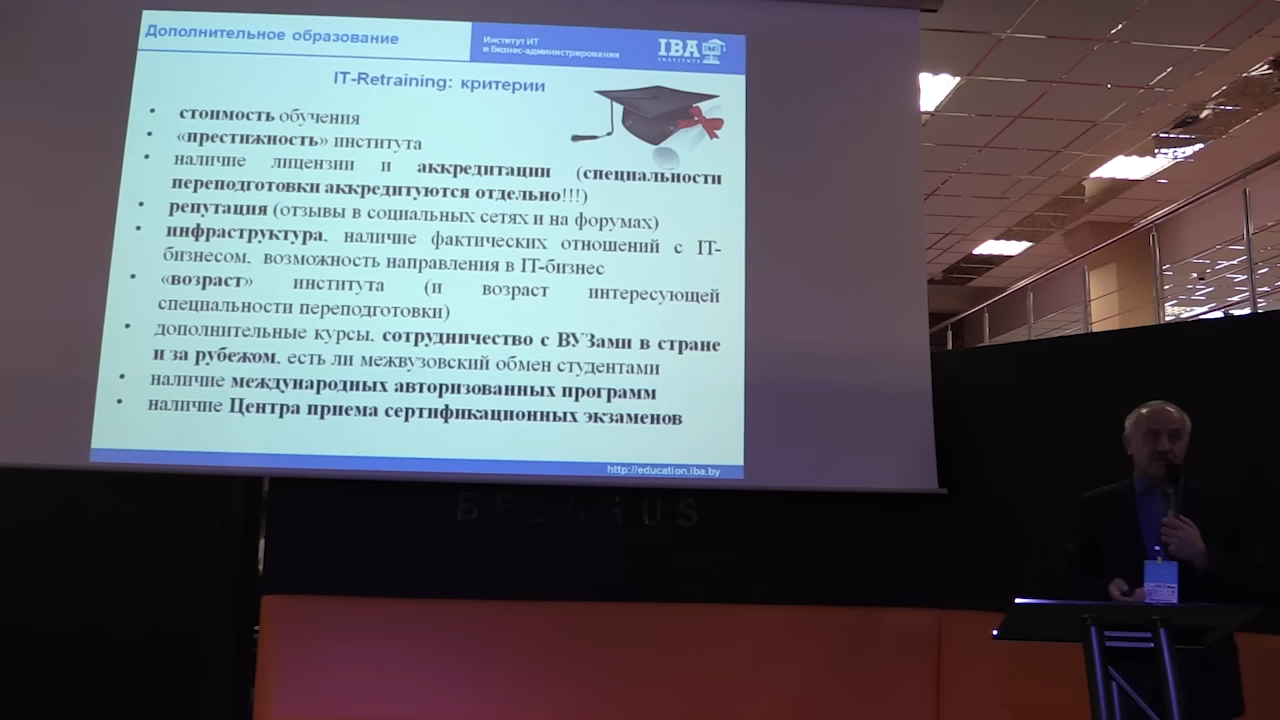 Дополнительное образование
Институт ИТ
и бизнес-администрирования
IBA
INSTITUTE
IT-Retraining: критерии
• стоимость обучения
• «престижность» института
• наличие лицензии и аккредитации (специальности
переподготовки аккредитуются отдельно!!!)
• репутация (отзывы в социальных сетях и на форумах)
• инфраструктура, наличие фактических отношений с IT-
бизнесом, возможность направления в IT-бизнес
• «возраст» института (и возраст интересующей
специальности переподготовки)
• дополнительные курсы, сотрудничество с ВУЗами в стране
и за рубежом, есть ли межвузовский обмен студентами
• наличие международных авторизованных программ
• наличие Центра приема сертификационных экзаменов
http://education.iba.by
BELARUS